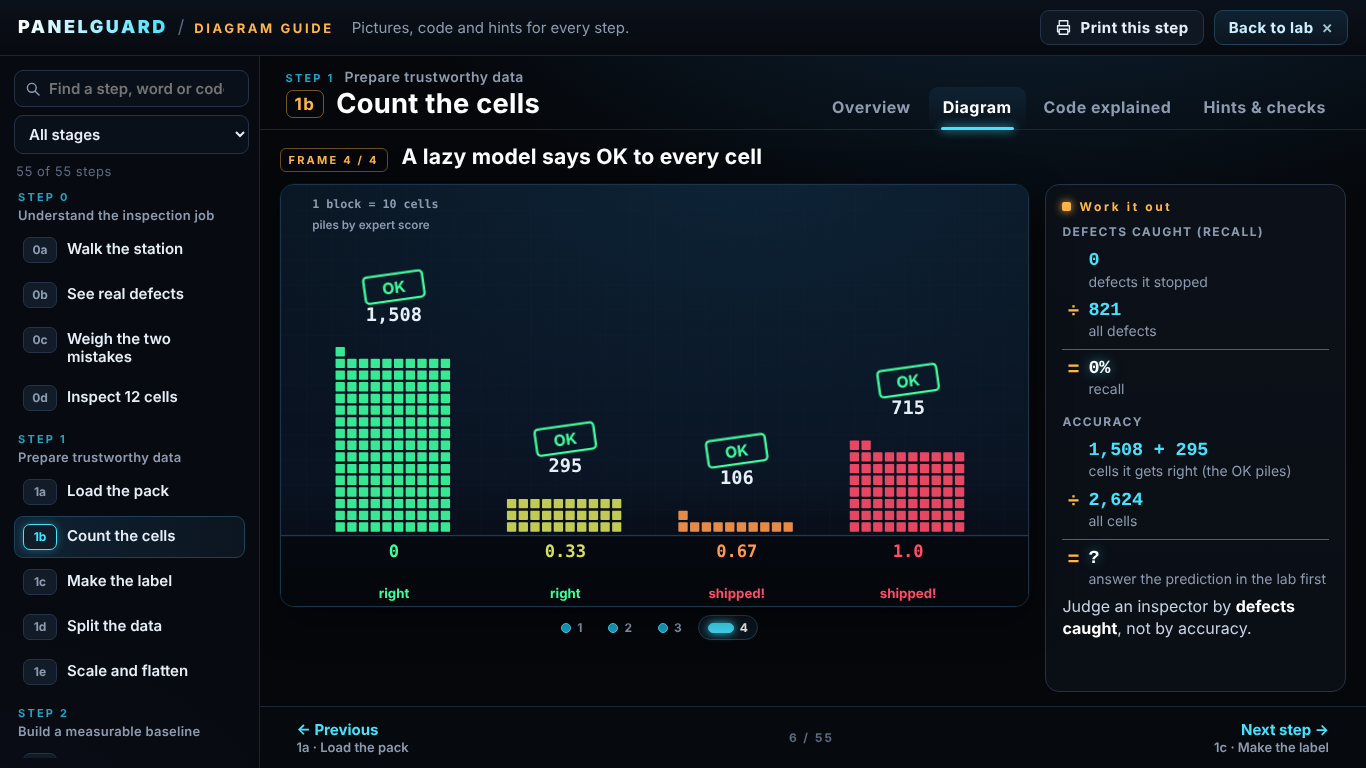 PANELGUARD / DIAGRAM GUIDE Pictures, code and hints for every step.
Print this step
Back to lab ×
Find a step, word or cod
All stages
55 of 55 steps
STEP 0
Understand the inspection job
0a Walk the station
0b See real defects
0c Weigh the two
mistakes
0d Inspect 12 cells
STEP 1
Prepare trustworthy data
1a Load the pack
1b Count the cells
1c Make the label
1d Split the data
1e Scale and flatten
STEP 2
Build a measurable baseline
STEP 1 Prepare trustworthy data
1b Count the cells
Overview Diagram Code explained Hints & checks
FRAME 4 / 4 A lazy model says OK to every cell
1 block = 10 cells
piles by expert score
OK
1,508
OK
295
OK
106
OK
715
0 0.33 0.67 1.0
right right shipped! shipped!
1 2 3 4
Work it out
DEFECTS CAUGHT (RECALL)
0
defects it stopped
÷ 821
all defects
= 0%
recall
ACCURACY
1,508 + 295
cells it gets right (the OK piles)
÷ 2,624
all cells
= ?
answer the prediction in the lab first
Judge an inspector by defects
caught, not by accuracy.
← Previous
1a · Load the pack
6 / 55
Next step →
1c · Make the label